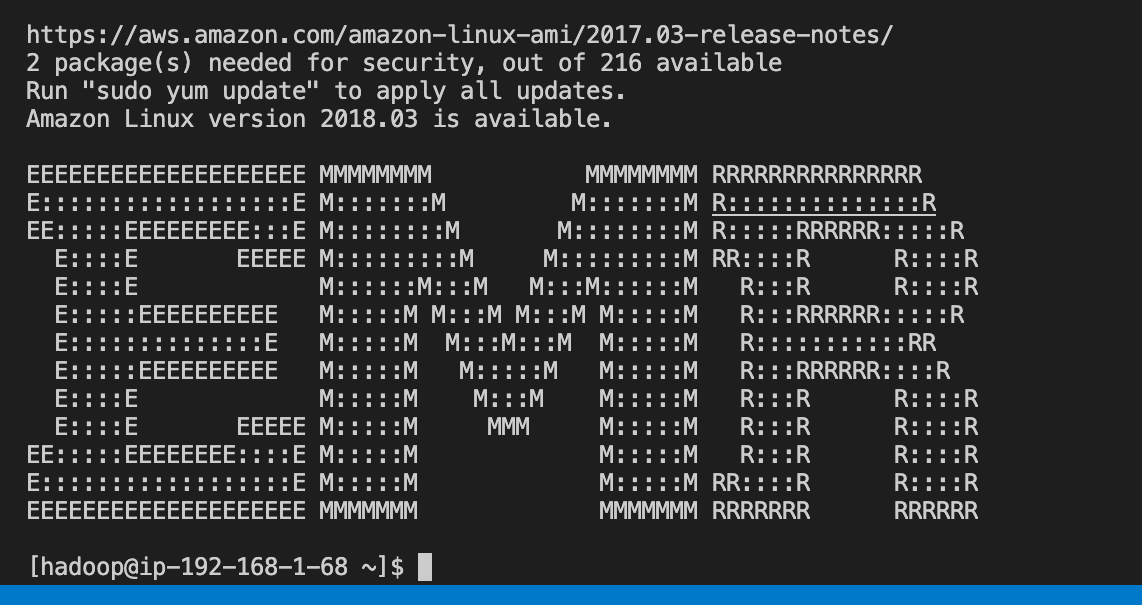 https://aws.amazon.com/amazon-linux-ami/2017.03-release-notes/
2 package(s) needed for security, out of 216 available
Run "sudo yum update" to apply all updates.
Amazon Linux version 2018.03 is available.

EEEEEEEEEEEEEEEEEEEE MMMMMMMM           MMMMMMMM RRRRRRRRRRRRRRR
E::::::::::::::::::E M:::::::M         M:::::::M R::::::::::::::R
EE:::::EEEEEEEEE:::E M::::::::M       M::::::::M R:::::RRRRRR:::::R
  E::::E       EEEEE M:::::::::M     M:::::::::M RR::::R      R::::R
  E::::E             M::::::M:::M   M:::M::::::M   R:::R      R::::R
  E:::::EEEEEEEEEE   M:::::M M:::M M:::M M:::::M   R:::RRRRRR:::::R
  E::::::::::::::E   M:::::M  M:::M:::M  M:::::M   R:::::::::::RR
  E:::::EEEEEEEEEE   M:::::M   M:::::M   M:::::M   R:::RRRRRR::::R
  E::::E             M:::::M    M:::M    M:::::M   R:::R      R::::R
  E::::E       EEEEE M:::::M     MMM     M:::::M   R:::R      R::::R
EE:::::EEEEEEEE::::E M:::::M             M:::::M   R:::R      R::::R
E::::::::::::::::::E M:::::M             M:::::M RR::::R      R::::R
EEEEEEEEEEEEEEEEEEEE MMMMMMM             MMMMMMM RRRRRRR      RRRRRR

[hadoop@ip-192-168-1-68 ~]$